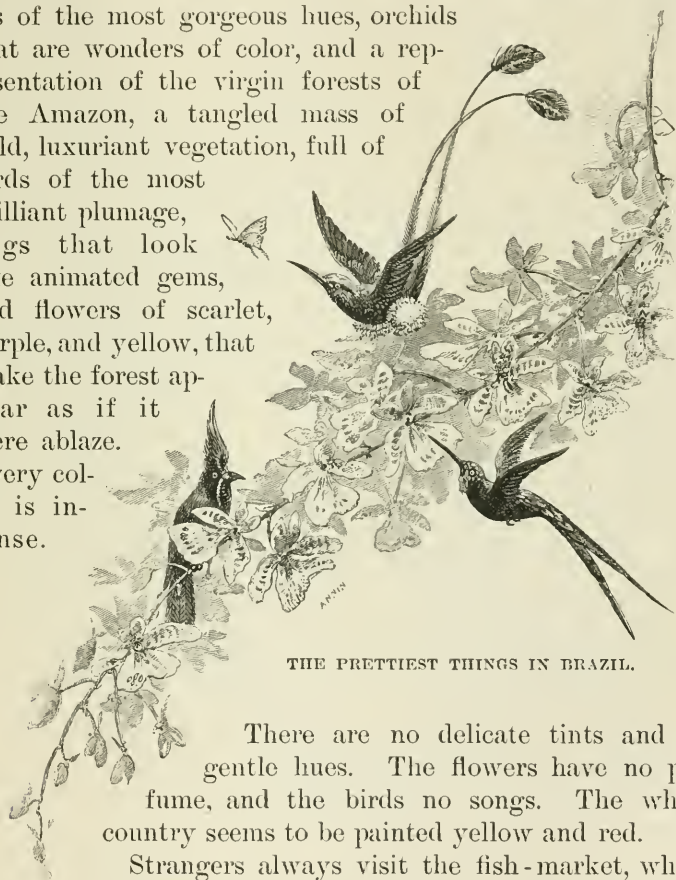 s of the most gorgeous hues, orchids
at are wonders of color, and a rep-
sentation of the virgin forests of
e Amazon, a tangled mass of
ld, luxuriant vegetation, full of
rds of the most
illiant plumage,
gs that look
e animated gems,
d flowers of scarlet,
rple, and yellow, that
ake the forest ap-
ar as if it
ere ablaze.
very col-
is in-
nse.
ANNIN
THE PRETTIEST THINGS IN BRAZIL.
There are no delicate tints and
gentle hues. The flowers have no p
fume, and the birds no songs. The wh
country seems to be painted yellow and red.
Strangers always visit the fish-market, wh